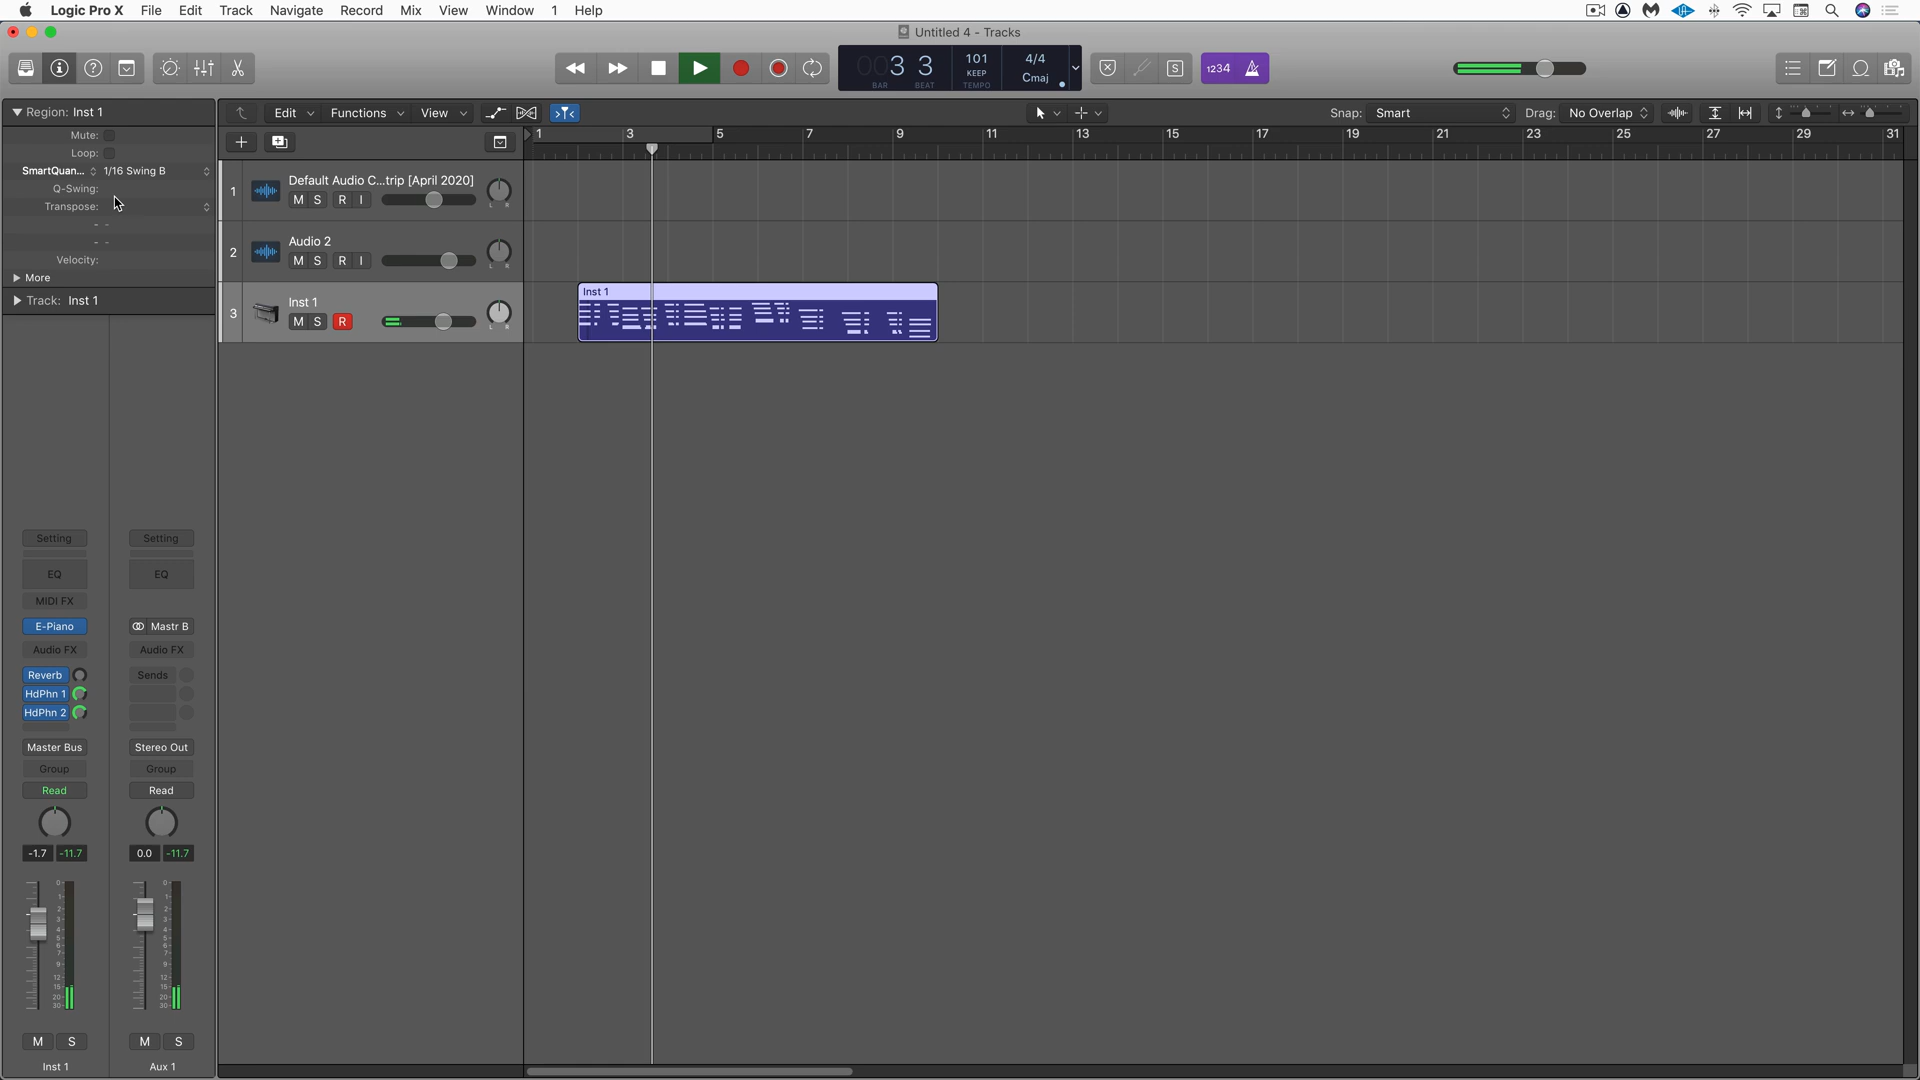 Logic Pro X File Edit Track Navigate Record Mix View Window 1 Help
Untitled 4 - Tracks
003 3
BAR BEAT
101
KEEP
TEMPO
4/4
Cmaj
S
1234
Region: Inst 1
Edit Functions View
Snap: Smart
Drag: No Overlap
Mute:
Loop:
SmartQuan... 1/16 Swing B
Q-Swing:
Transpose:
Velocity:
More
Track: Inst 1
1 3 5 7 9 11 13 15 17 19 21 23 25 27 29 31
1 Default Audio C...trip [April 2020]
M S R I
L R
2 Audio 2
M S R I
L R
3 Inst 1
M S R
L R
Inst 1
Setting Setting
EQ EQ
MIDI FX
E-Piano Mastr B
Audio FX Audio FX
Reverb Sends
HdPhn 1
HdPhn 2
Master Bus Stereo Out
Group Group
Read Read
-1.7 -11.7 0.0 -11.7
M S M S
Inst 1 Aux 1